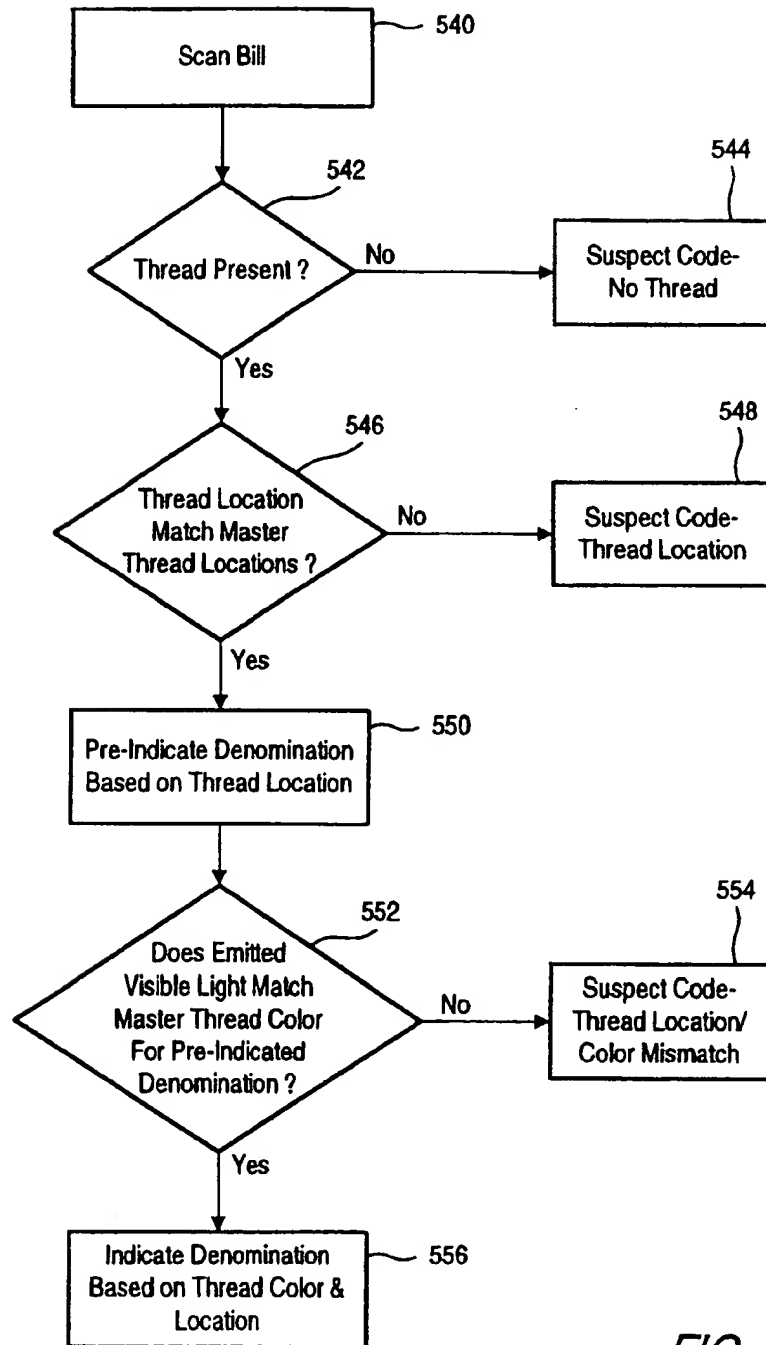 Scan Bill
540
542
Thread Present ?
No
544
Suspect Code-
No Thread
Yes
546
Thread Location
Match Master
Thread Locations ?
No
548
Suspect Code-
Thread Location
Yes
Pre-Indicate Denomination
Based on Thread Location
550
552
Does Emitted
Visible Light Match
Master Thread Color
For Pre-Indicated
Denomination ?
No
554
Suspect Code-
Thread Location/
Color Mismatch
Yes
Indicate Denomination
Based on Thread Color &
Location
556